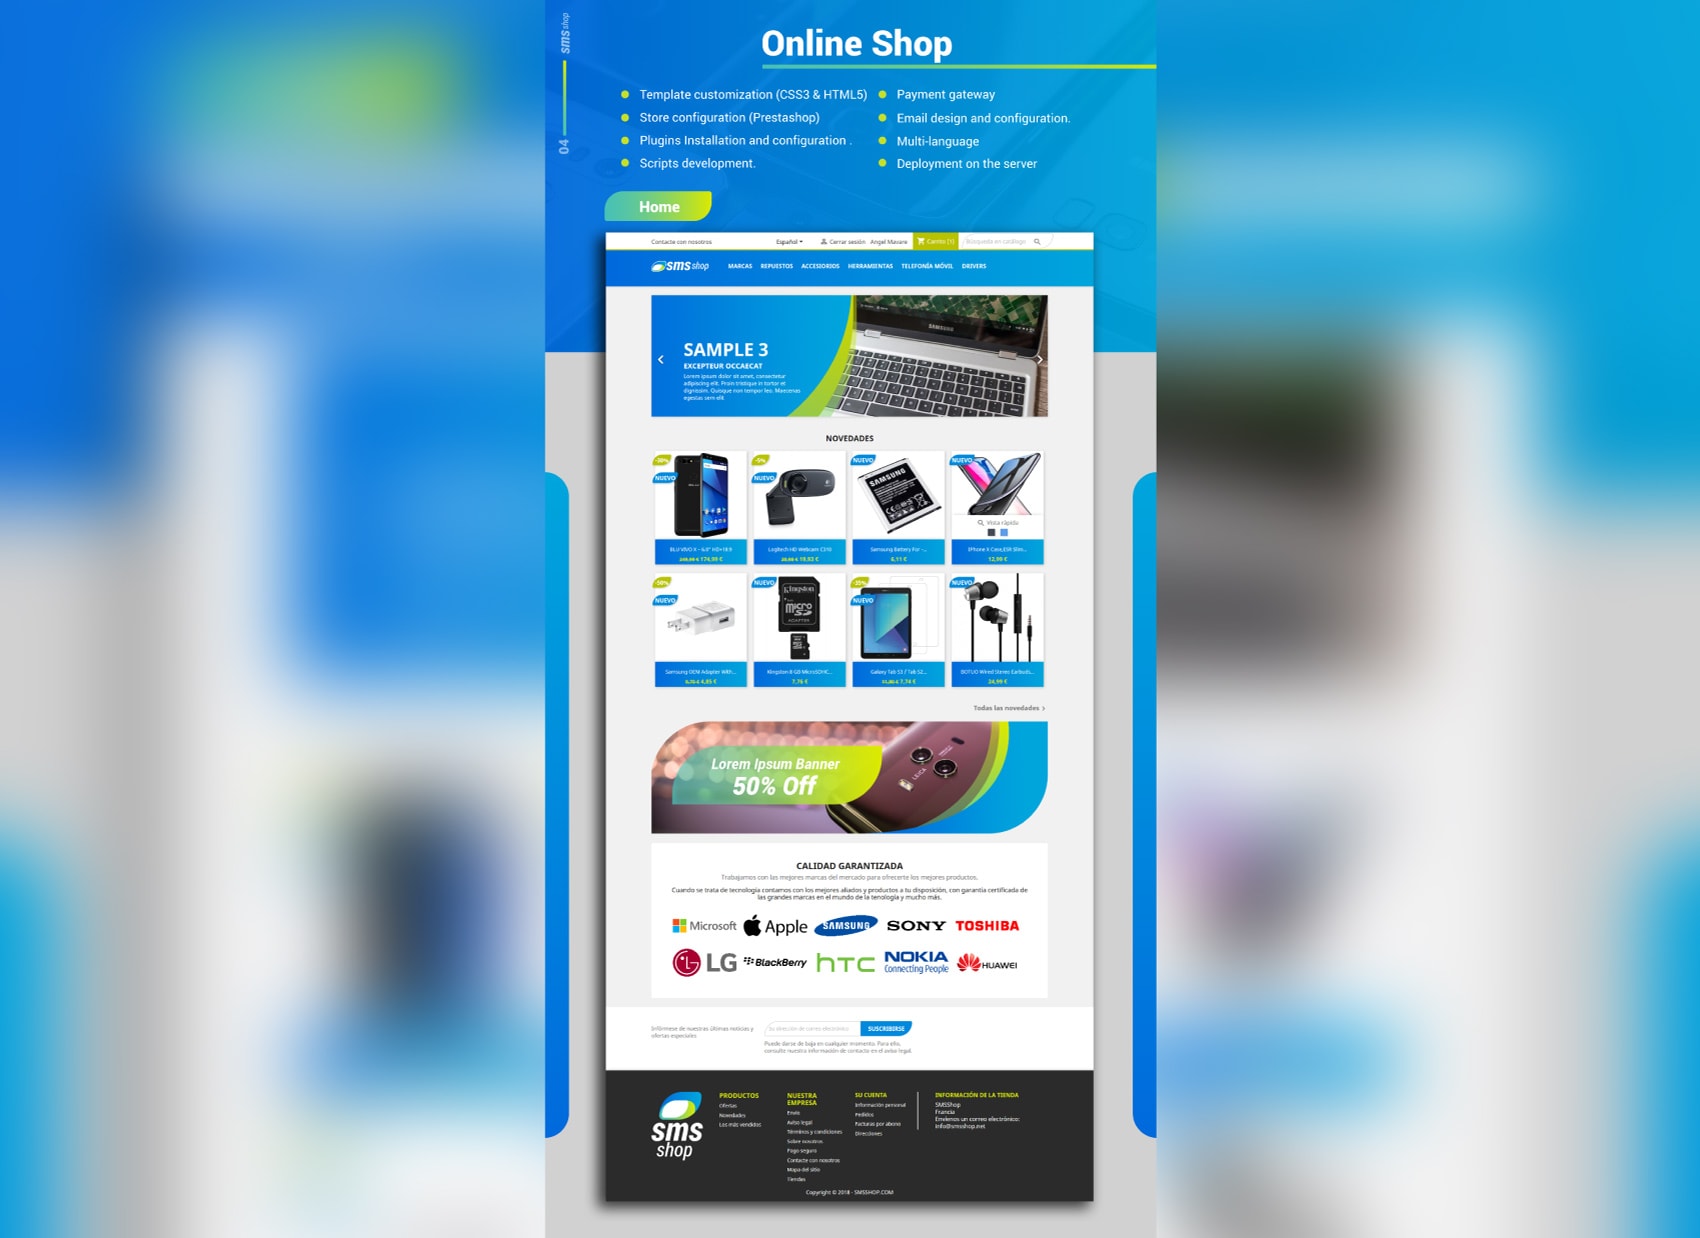 sms shop
04
Online Shop
Template customization (CSS3 & HTML5)
Store configuration (Prestashop)
Plugins Installation and configuration .
Scripts development.
Payment gateway
Email design and configuration.
Multi-language
Deployment on the server
Home
Contacte con nosotros
Español
Cerrar sesión
Angel Mavare
Carrito (1)
Búsqueda en catálogo
sms shop
MARCAS REPUESTOS ACCESIORIOS HERRAMIENTAS TELEFONÍA MÓVIL DRIVERS
SAMPLE 3
EXCEPTEUR OCCAECAT
Lorem ipsum dolor sit amet, consectetur
adipiscing elit. Proin tristique in tortor et
dignissim. Quisque non tempor leo. Maecenas
egestas sem elit
SAMSUNG
NOVEDADES
NUEVO
BLU VIVO X - 6.0" HD+18:9
174,99 €
-5%
Logitech HD Webcam C310
19,92 €
NUEVO
SAMSUNG
Samsung Battery For -...
6,11 €
NUEVO
Vista rápida
IPhone X Case,ESR Slim...
12,99 €
-50%
NUEVO
Samsung OEM Adapter With...
4,85 €
NUEVO
Kingston
micro
SD
ADAPTER
Kingston 8 GB MicroSDHC...
7,76 €
-35%
NUEVO
Galaxy Tab S3 / Tab S2...
7,74 €
NUEVO
BOTUO Wired Stereo Earbuds...
24,99 €
Todas las novedades
Lorem Ipsum Banner
50% Off
LEICA
CALIDAD GARANTIZADA
Trabajamos con las mejores marcas del mercado para ofrecerte los mejores productos.
Cuando se trata de tecnología contamos con los mejores aliados y productos a tu disposición, con garantía certificada de
las grandes marcas en el mundo de la tenología y mucho más.
Microsoft Apple SAMSUNG SONY TOSHIBA
LG BlackBerry hTC NOKIA HUAWEI
Connecting People
Infórmese de nuestras últimas noticias y
ofertas especiales
Su dirección de correo electrónico
SUSCRIBIRSE
Puede darse de baja en cualquier momento. Para ello,
consulte nuestra información de contacto en el aviso legal.
sms
shop
PRODUCTOS
Ofertas
Novedades
Los más vendidos
NUESTRA
EMPRESA
Envío
Aviso legal
Términos y condiciones
Sobre nosotros
Pago seguro
Contacte con nosotros
Mapa del sitio
Tiendas
SU CUENTA
Información personal
Pedidos
Facturas por abono
Direcciones
INFORMACIÓN DE LA TIENDA
SMSShop
Francia
Envíenos un correo electrónico:
info@smsshop.net
Copyright © 2018 - SMSSHOP.COM